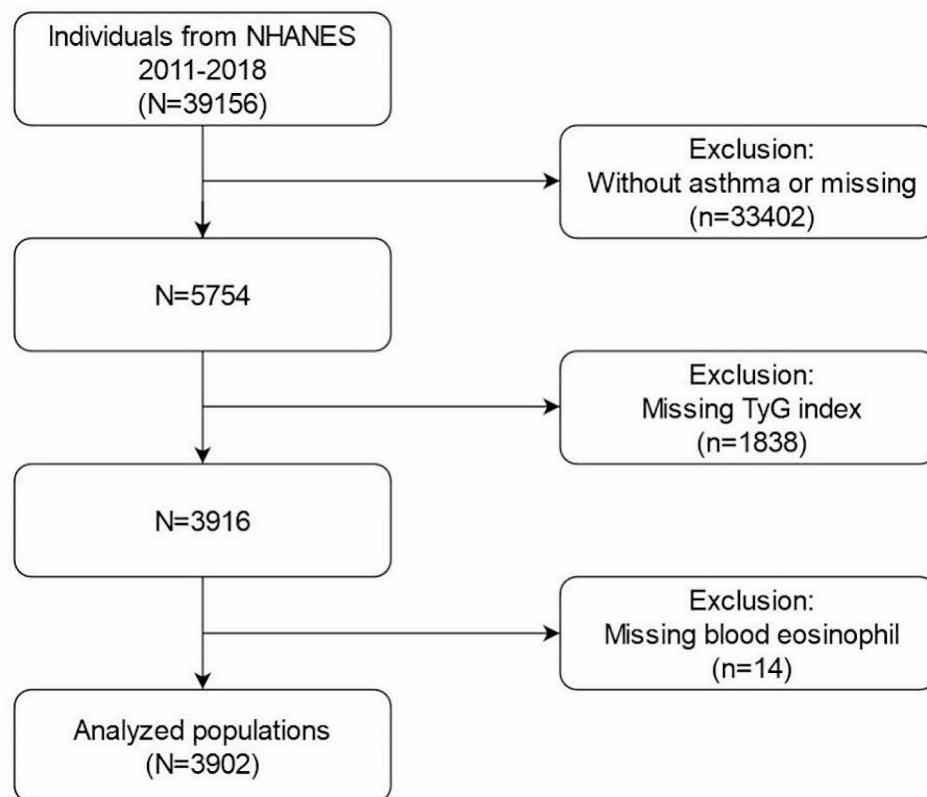 Individuals from NHANES
2011-2018
(N=39156)
Exclusion:
Without asthma or missing
(n=33402)
N=5754
Exclusion:
Missing TyG index
(n=1838)
N=3916
Exclusion:
Missing blood eosinophil
(n=14)
Analyzed populations
(N=3902)